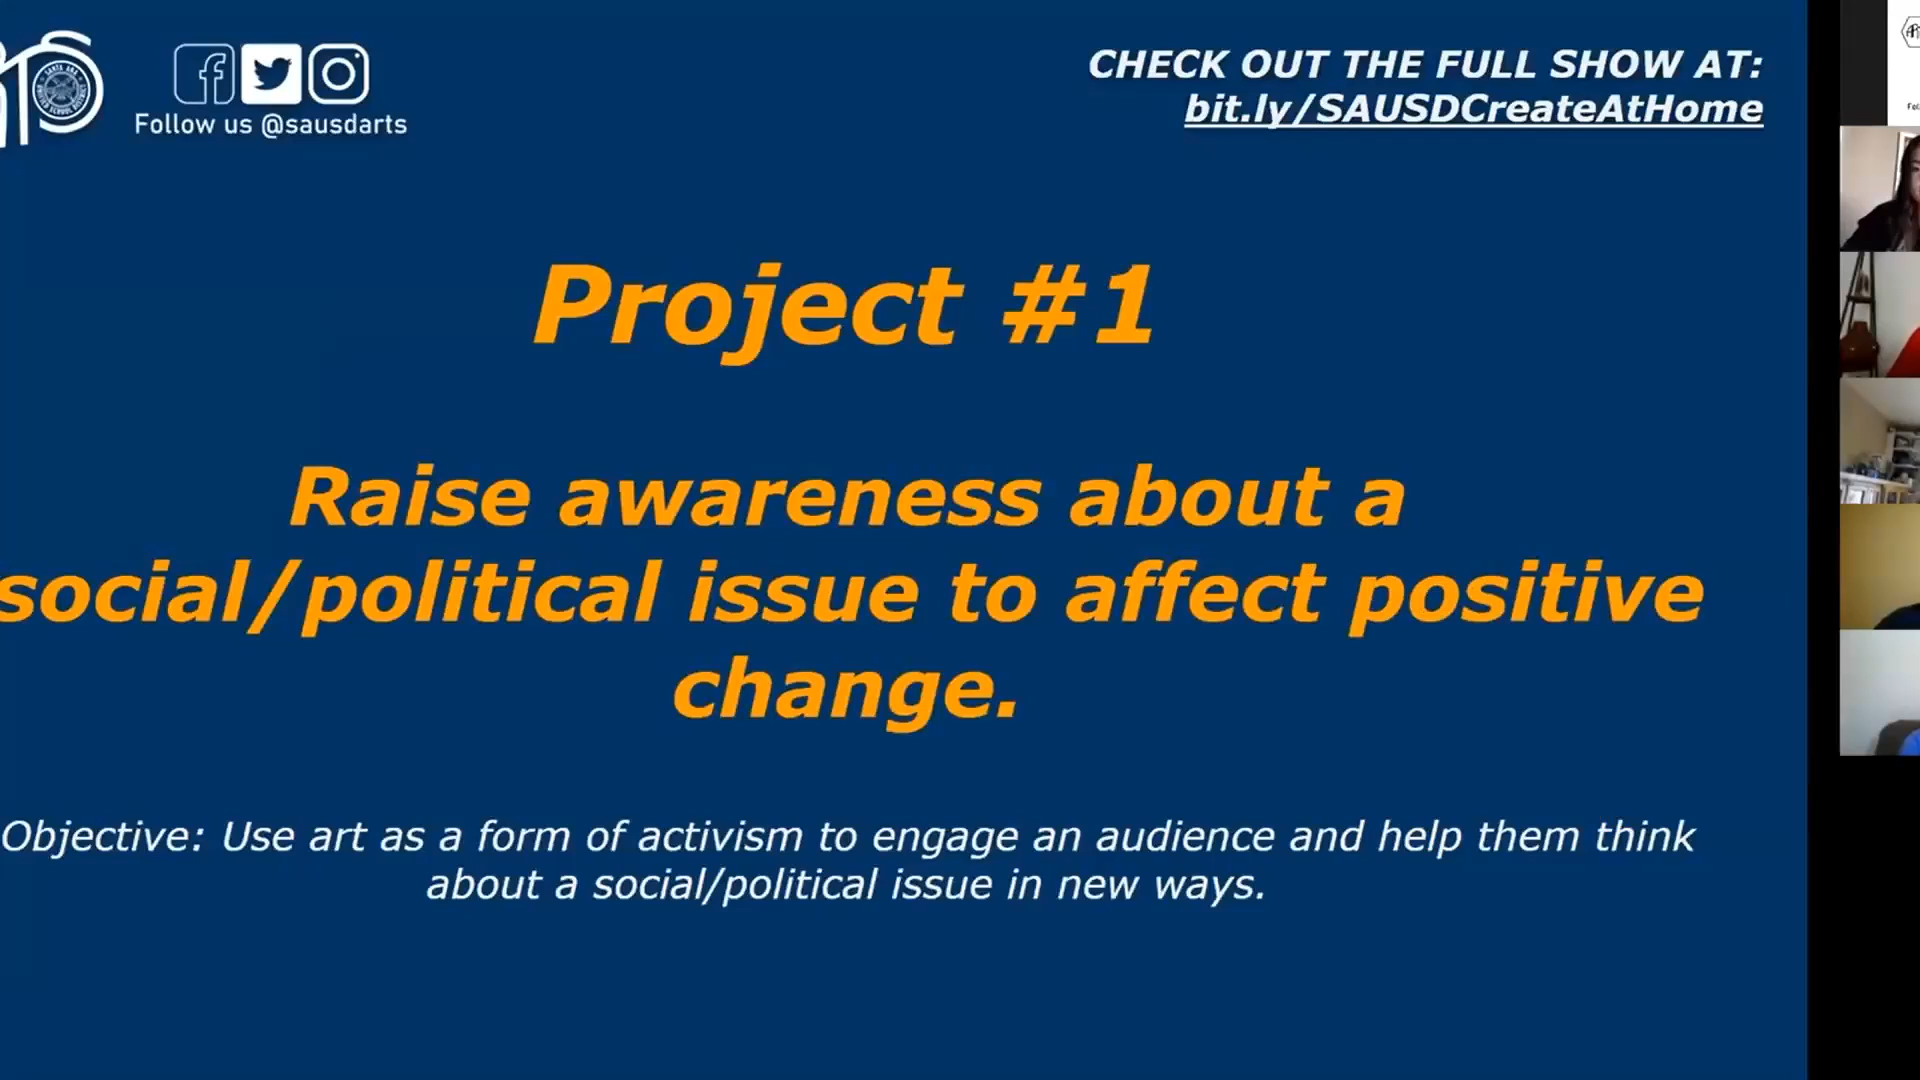 Follow us @sausdarts
CHECK OUT THE FULL SHOW AT:
bit.ly/SAUSDCreateAtHome
Project #1
Raise awareness about a
social/political issue to affect positive
change.
Objective: Use art as a form of activism to engage an audience and help them think
about a social/political issue in new ways.